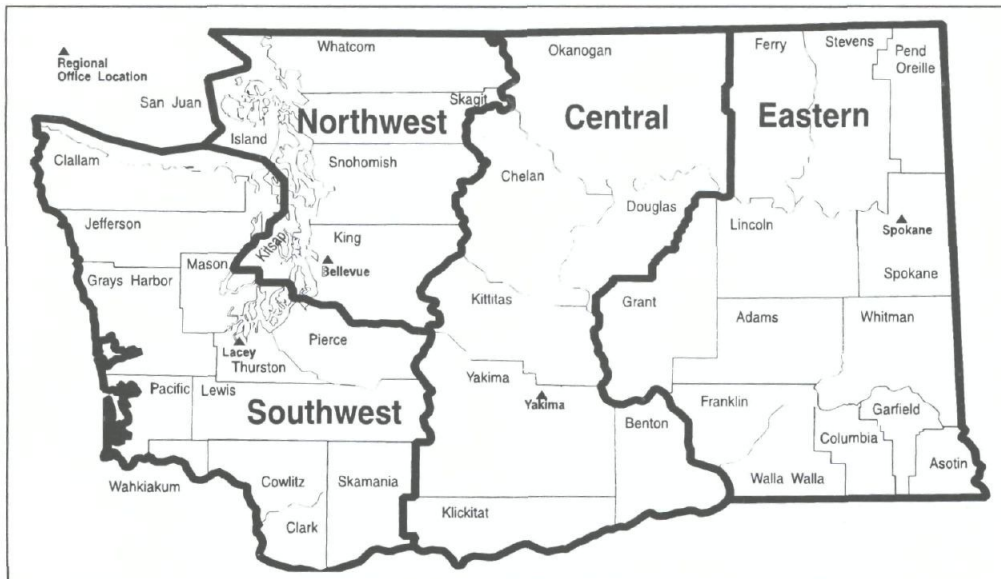 Whatcom
Okanogan
Ferry
Stevens
Pend
Oreille
Regional
Office Location
San Juan
Skagit
Northwest
Central
Eastern
Island
Clallam
Snohomish
Chelan
Douglas
Jefferson
Lincoln
Kitsap
King
Spokane
Mason
Bellevue
Grays Harbor
Spokane
Kittitas
Grant
Adams
Whitman
Pierce
Lacey
Thurston
Yakima
Pacific
Lewis
Yakima
Franklin
Garfield
Southwest
Benton
Columbia
Asotin
Wahkiakum
Cowlitz
Skamania
Walla Walla
Klickitat
Clark